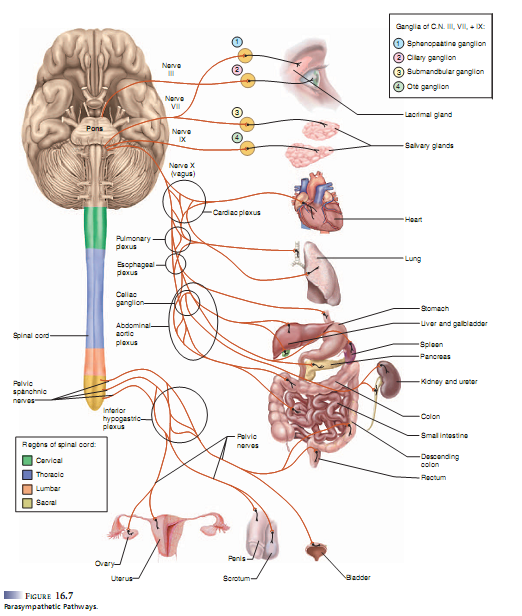 Ganglia of C.N. III, VII, + IX:
1 Sphenopalatine ganglion
2 Ciliary ganglion
3 Submandibular ganglion
4 Otic ganglion
1
Nerve
III
2
Nerve
VII
3
Lacrimal gland
Pons
Nerve
IX
4
Salivary glands
Nerve X
(vagus)
Cardiac plexus
Heart
Pulmonary
plexus
Esophageal
plexus
Lung
Celiac
ganglion
Abdominal
aortic
plexus
Stomach
Liver and gallbladder
Spinal cord
Spleen
Pancreas
Kidney and ureter
Pelvic
splanchnic
nerves
Inferior
hypogastric
plexus
Colon
Small intestine
Pelvic
nerves
Descending
colon
Rectum
Regions of spinal cord:
Cervical
Thoracic
Lumbar
Sacral
Ovary
Uterus
Penis
Scrotum
Bladder
FIGURE 16.7
Parasympathetic Pathways.